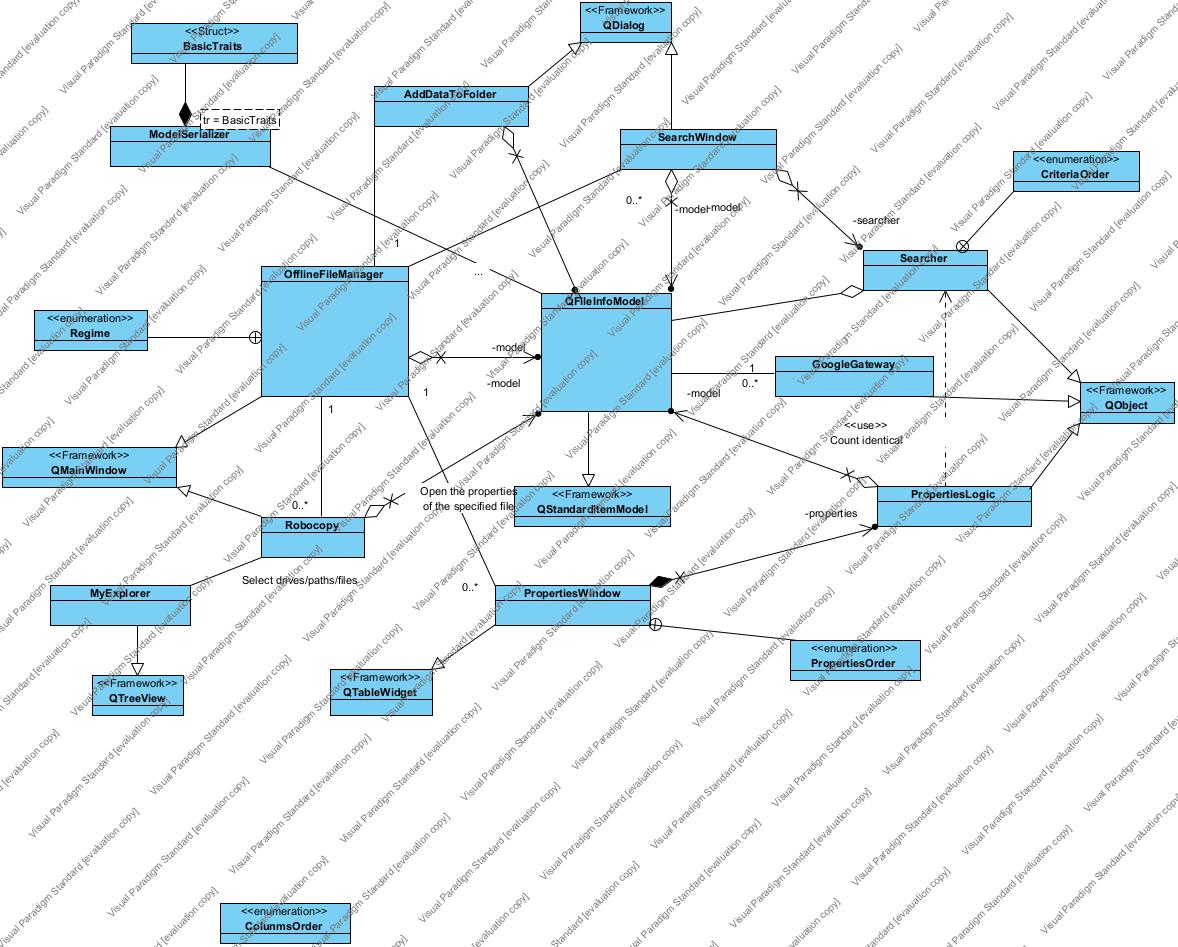 <<Framework>>
QDialog
<<Struct>>
BasicTraits
AddDataToFolder
tr = BasicTraits
ModelSerializer
SearchWindow
<<enumeration>>
CriteriaOrder
0..*
-model
-model
-searcher
1
Searcher
...
OfflineFileManager
QFileInfoModel
<<enumeration>>
Regime
-model
GoogleGateway
1
0..*
-model
-model
1
1
<<Framework>>
QObject
<<use>>
Count identical
<<Framework>>
QMainWindow
Open the properties
of the specified file
<<Framework>>
QStandardItemModel
PropertiesLogic
0..*
-properties
Robocopy
Select drives/paths/files
0..*
MyExplorer
PropertiesWindow
<<enumeration>>
PropertiesOrder
<<Framework>>
QTreeView
<<Framework>>
QTableWidget
<<enumeration>>
ColunmsOrder
Visual Paradigm Standard [evaluation copy]